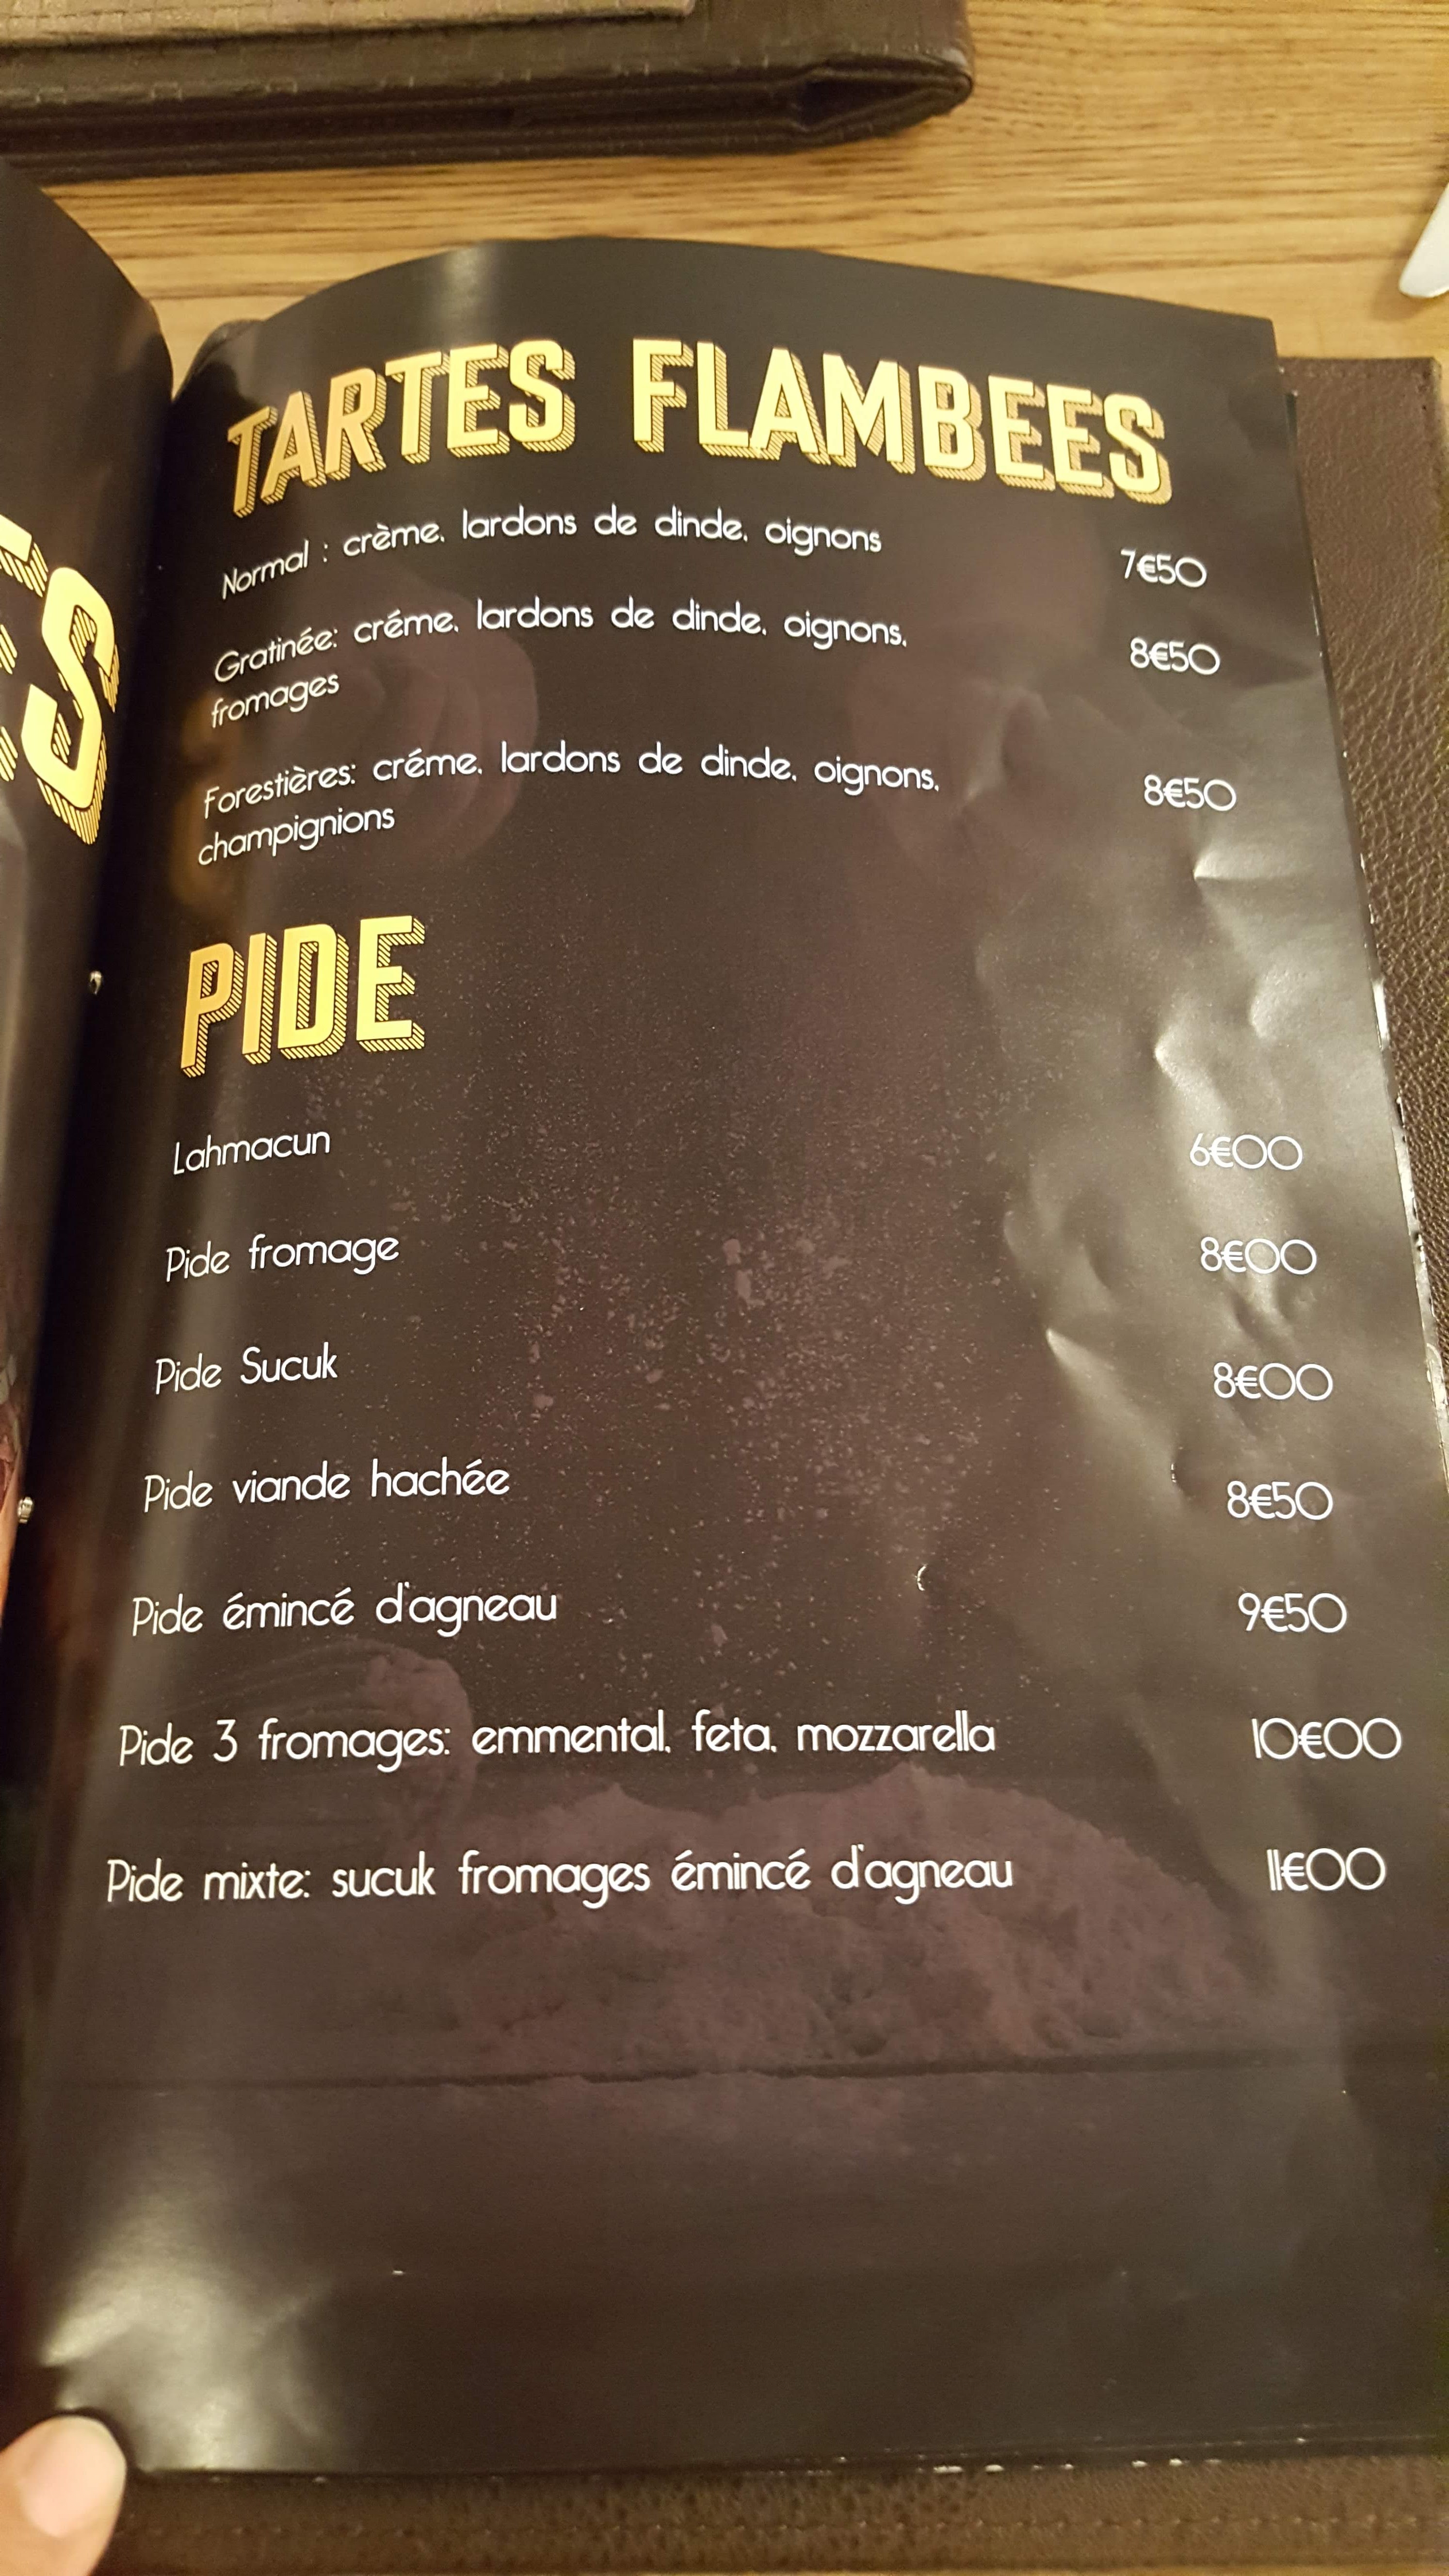 TARTES FLAMBEES
Normal : crème, lardons de dinde, oignons 7€50
Gratinée: créme, lardons de dinde, oignons, 8€50
fromages
Forestières: créme, lardons de dinde, oignons, 8€50
champignions
PIDE
Lahmacun 6€00
Pide fromage 8€00
Pide Sucuk 8€00
Pide viande hachée 8€50
Pide émincé d'agneau 9€50
Pide 3 fromages: emmental, feta, mozzarella 10€00
Pide mixte: sucuk fromages émincé d'agneau 11€00